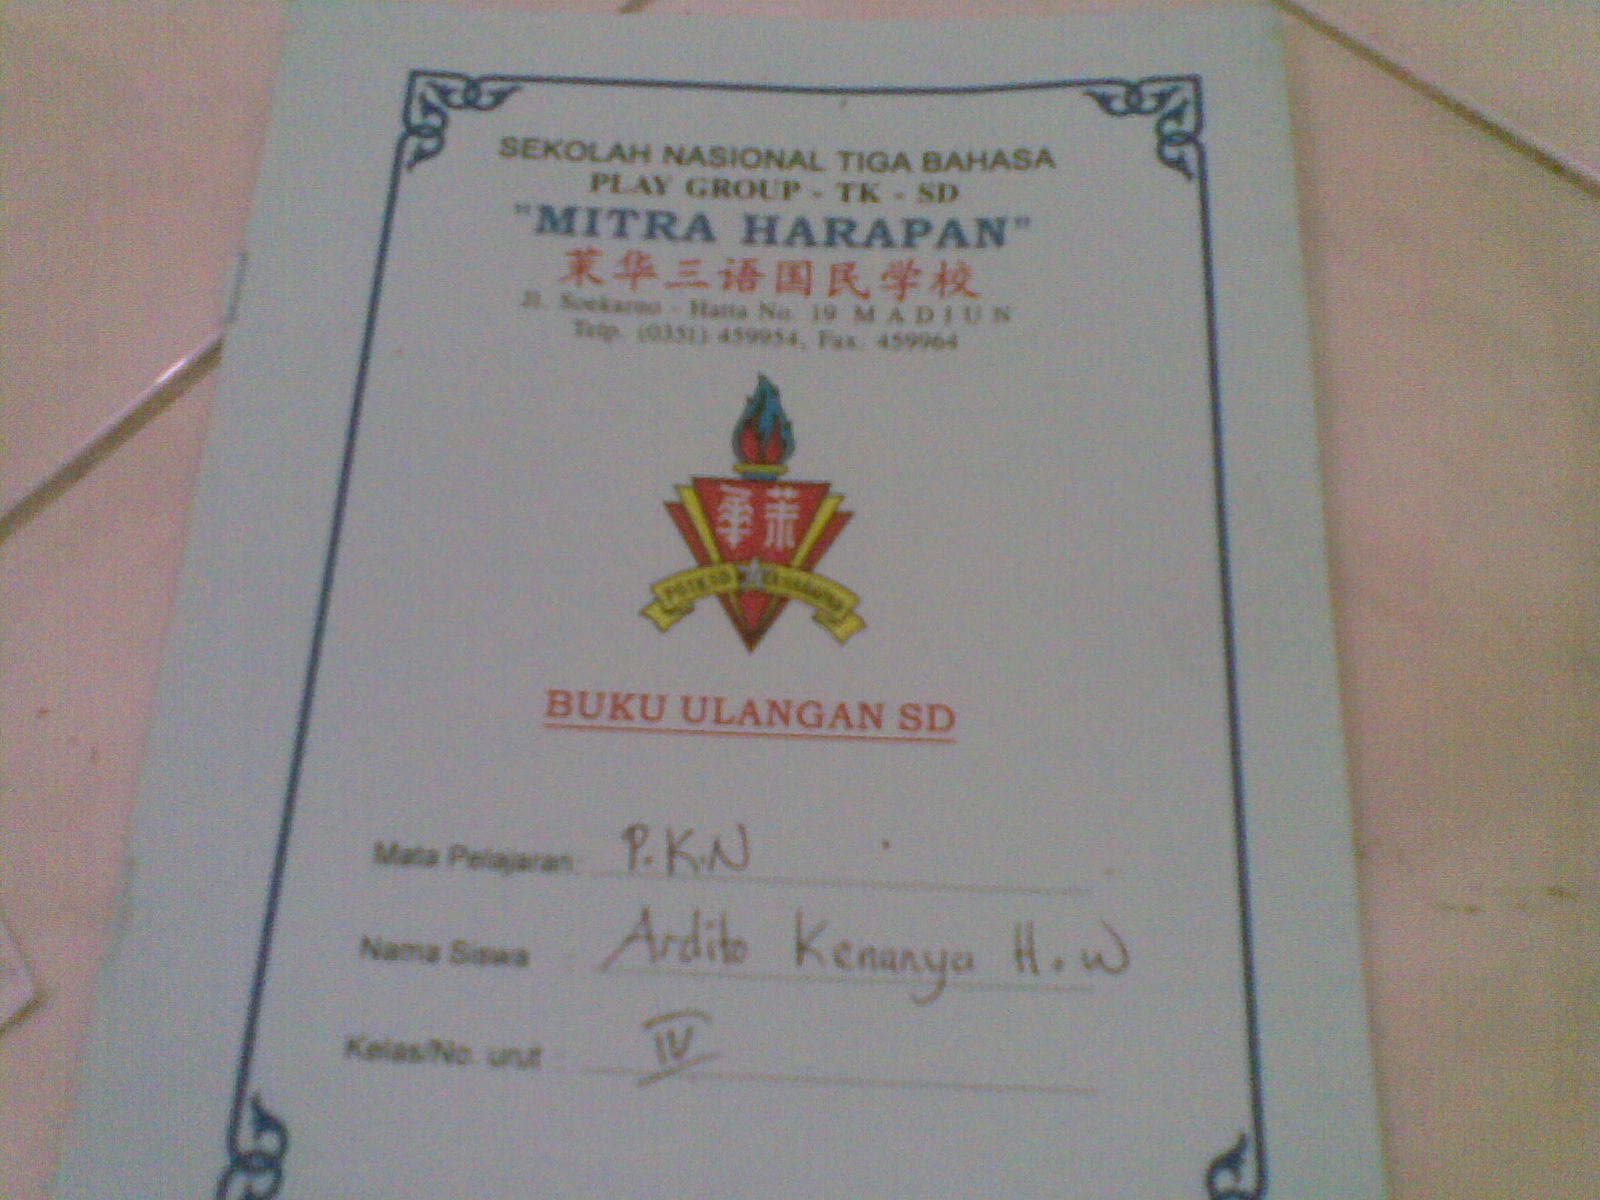 SEKOLAH NASIONAL TIGA BAHASA
PLAY GROUP - TK - SD
"MITRA HARAPAN"
莱华三语国民学校
Jl. Soekarno - Hatta No. 19 MADIUN
Telp. (0351) 459954, Fax. 459964
華莱
BUKU ULANGAN SD
Mata Pelajaran: P.K.N
Nama Siswa : Ardito Kenanya H.W
Kelas/No. urut : IV